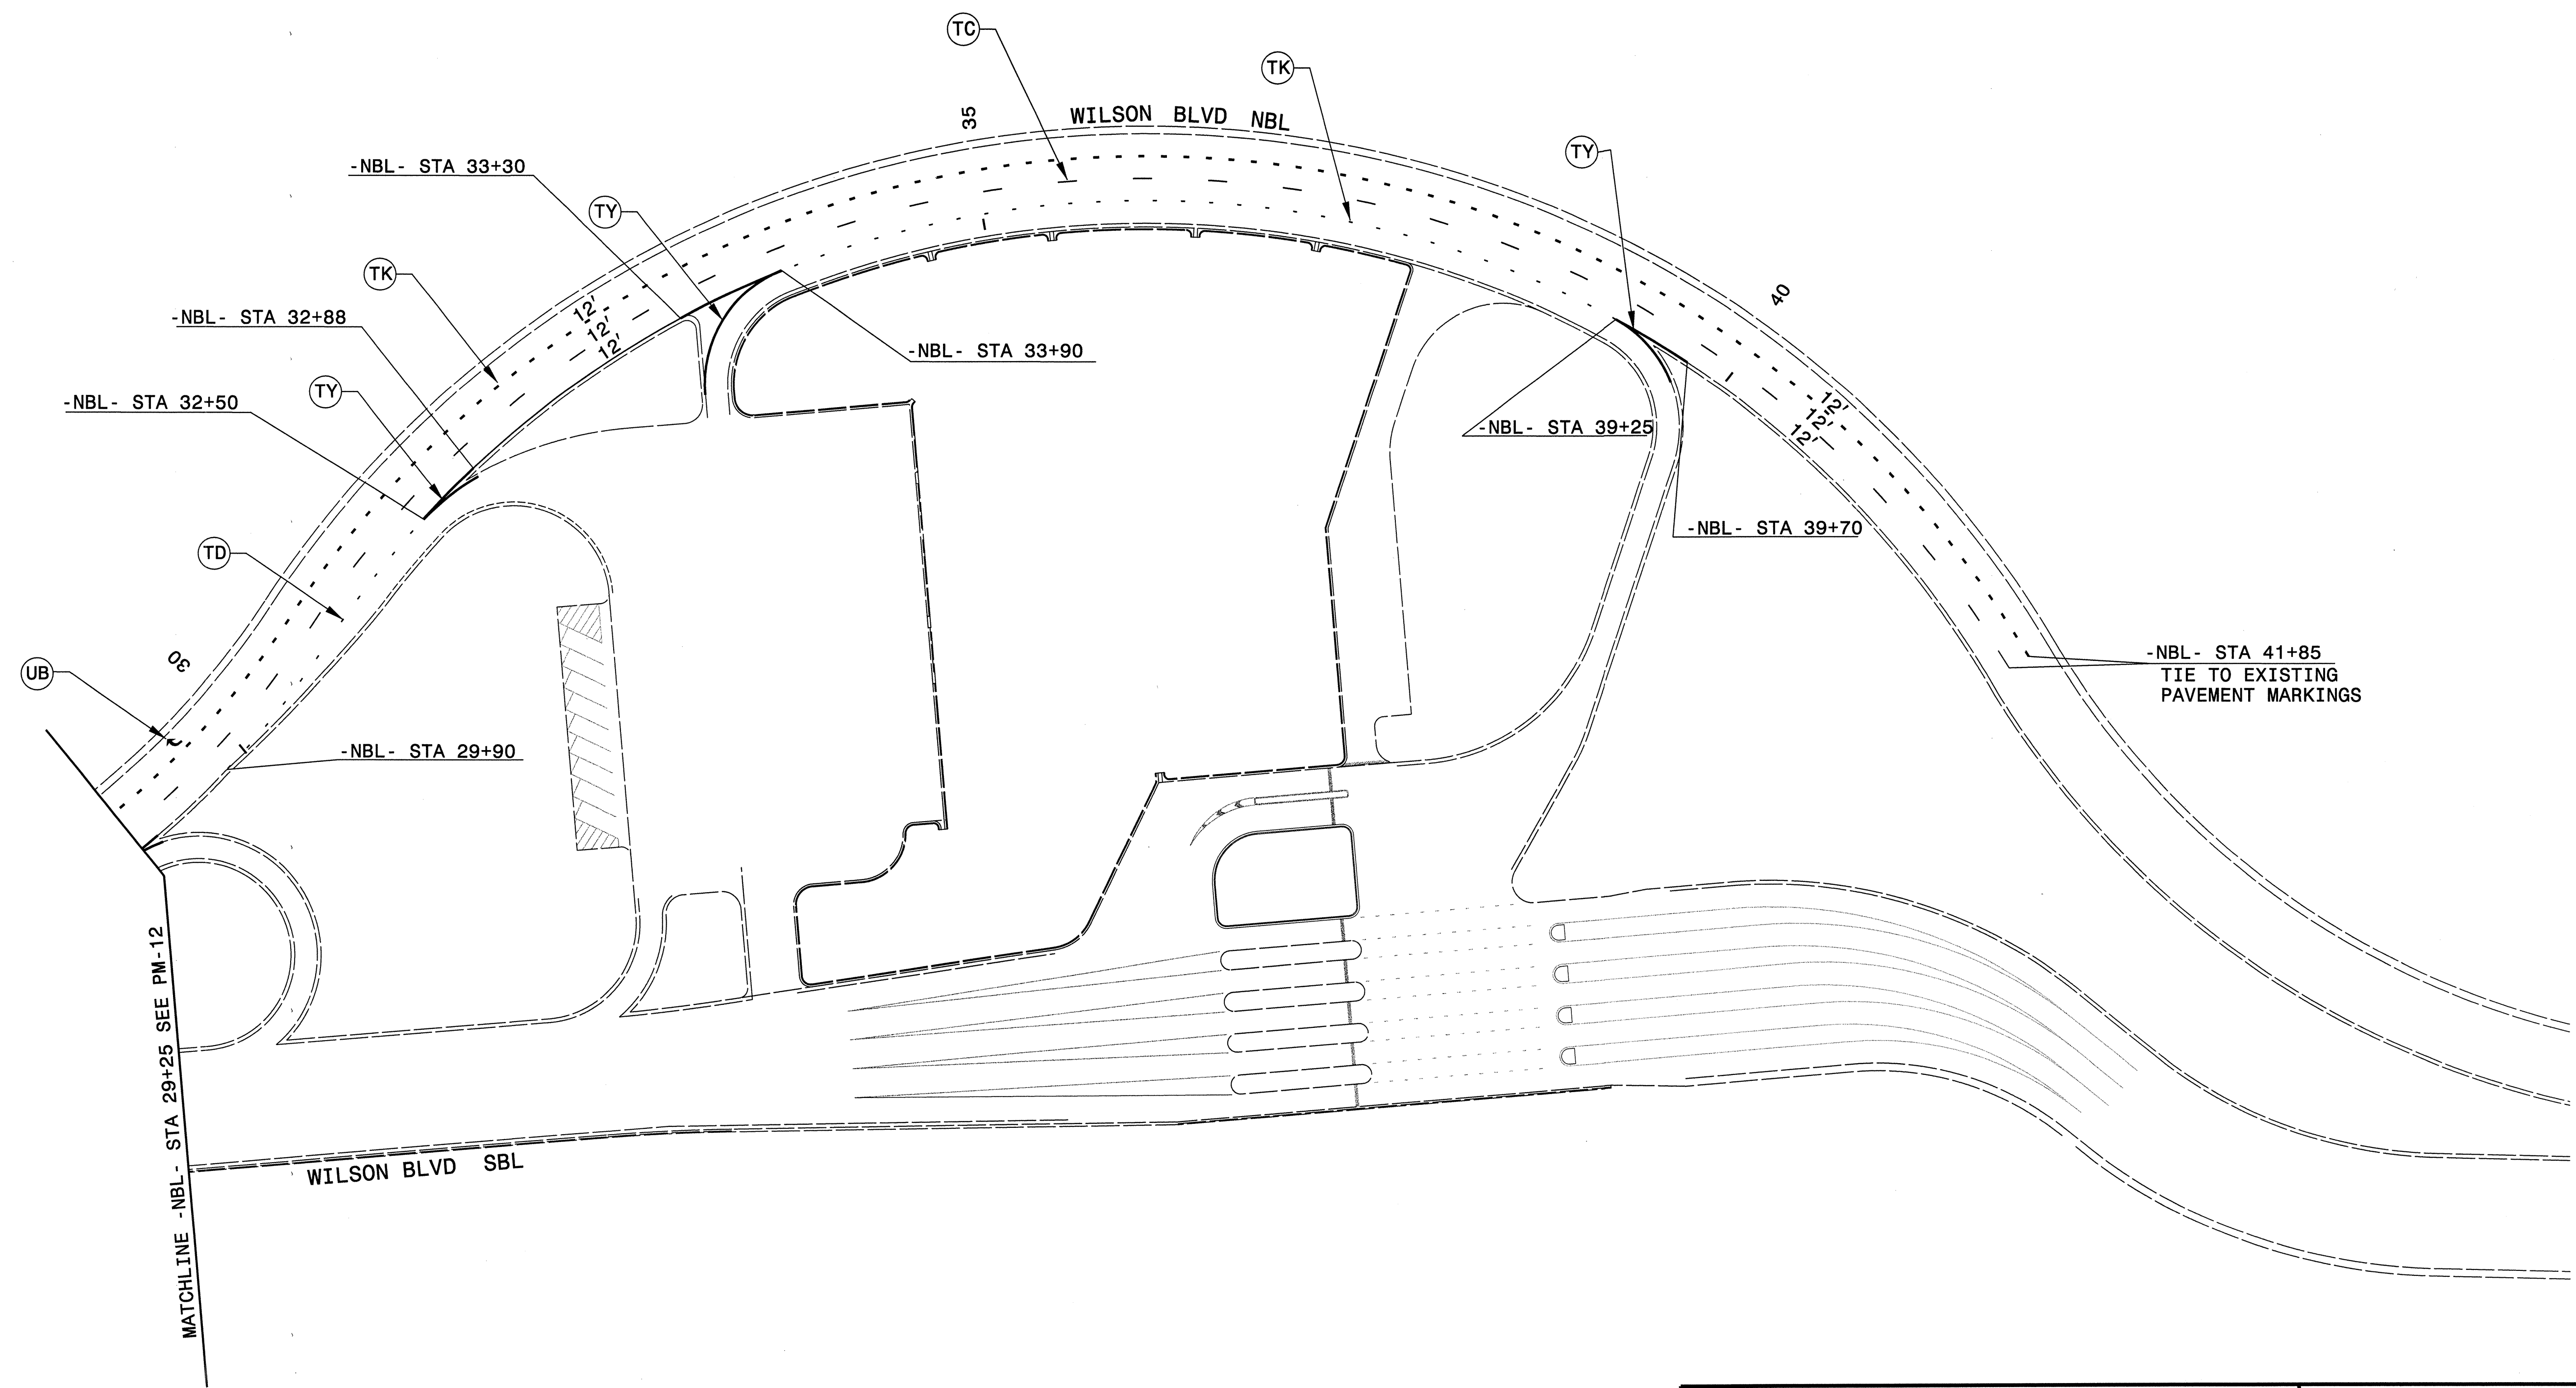 TC
TK
35
WILSON BLVD NBL
TY
-NBL- STA 33+30
TY
TK
40
12'
12'
12'
-NBL- STA 32+88
-NBL- STA 33+90
TY
-NBL- STA 32+50
12'
12'
12'
-NBL- STA 39+25
-NBL- STA 39+70
TD
30
UB
-NBL- STA 41+85
TIE TO EXISTING
PAVEMENT MARKINGS
-NBL- STA 29+90
MATCHLINE -NBL- STA 29+25 SEE PM-12
WILSON BLVD SBL